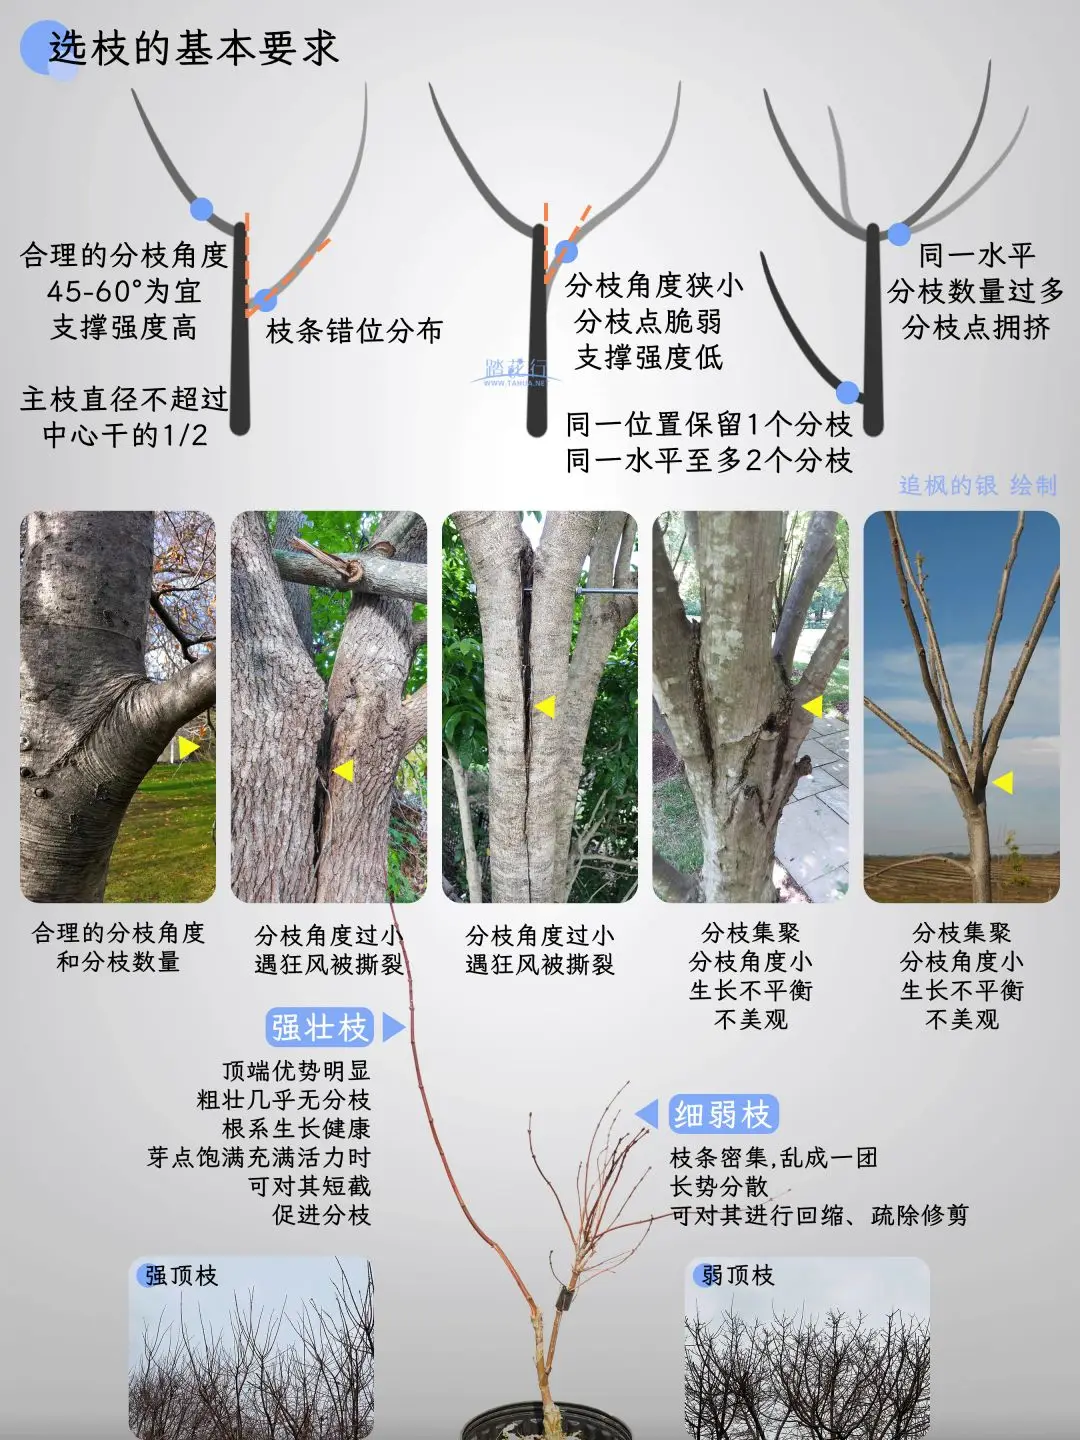 选枝的基本要求
合理的分枝角度
45-60°为宜
支撑强度高
枝条错位分布
主枝直径不超过
中心干的1/2
分枝角度狭小
分枝点脆弱
支撑强度低
踏花行
WWW.TAHUA.NET
同一位置保留1个分枝
同一水平至多2个分枝
同一水平
分枝数量过多
分枝点拥挤
追枫的银 绘制
合理的分枝角度
和分枝数量
分枝角度过小
遇狂风被撕裂
分枝角度过小
遇狂风被撕裂
分枝集聚
分枝角度小
生长不平衡
不美观
分枝集聚
分枝角度小
生长不平衡
不美观
强壮枝
顶端优势明显
粗壮几乎无分枝
根系生长健康
芽点饱满充满活力时
可对其短截
促进分枝
细弱枝
枝条密集,乱成一团
长势分散
可对其进行回缩、疏除修剪
强顶枝
弱顶枝